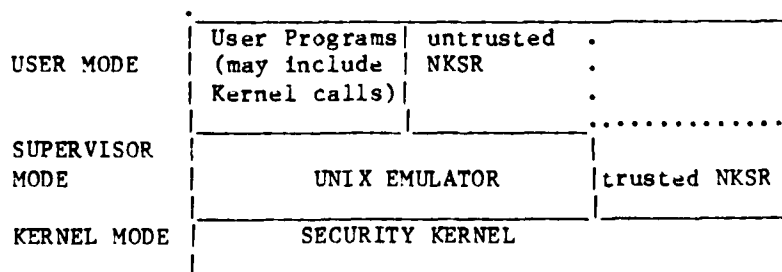 User Programs untrusted
USER MODE (may include NKSR
Kernel calls)
SUPERVISOR
MODE UNIX EMULATOR trusted NKSR
KERNEL MODE SECURITY KERNEL